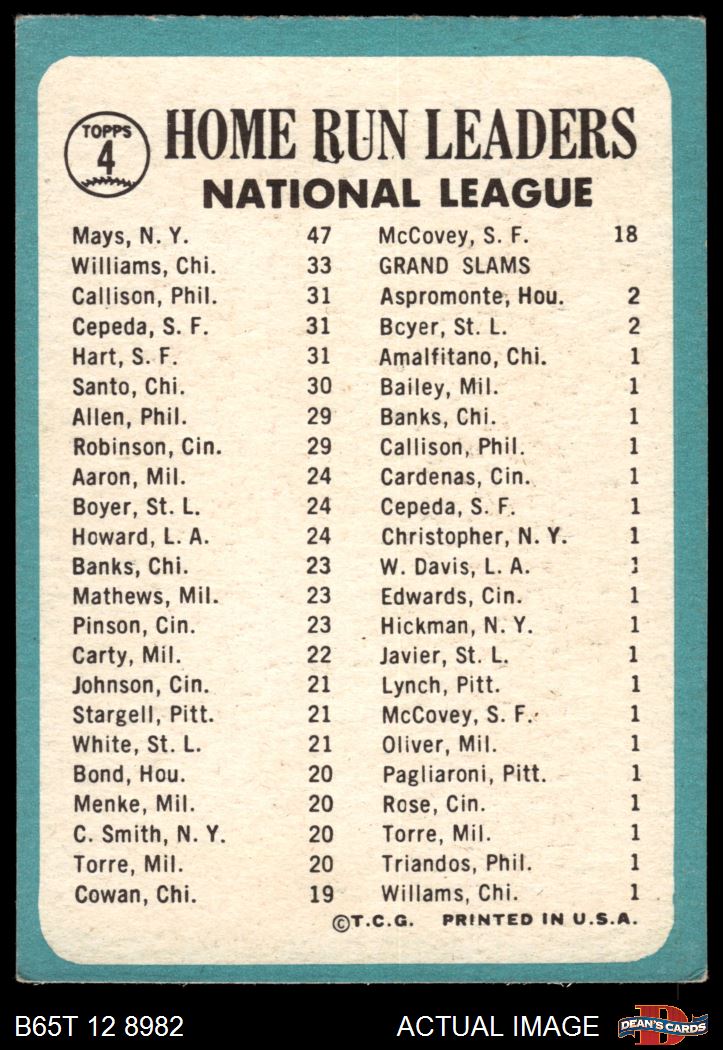 TOPPS
4
HOME RUN LEADERS
NATIONAL LEAGUE
Mays, N. Y. 47
Williams, Chi. 33
Callison, Phil. 31
Cepeda, S. F. 31
Hart, S. F. 31
Santo, Chi. 30
Allen, Phil. 29
Robinson, Cin. 29
Aaron, Mil. 24
Boyer, St. L. 24
Howard, L. A. 24
Banks, Chi. 23
Mathews, Mil. 23
Pinson, Cin. 23
Carty, Mil. 22
Johnson, Cin. 21
Stargell, Pitt. 21
White, St. L. 21
Bond, Hou. 20
Menke, Mil. 20
C. Smith, N. Y. 20
Torre, Mil. 20
Cowan, Chi. 19
McCovey, S. F. 18
GRAND SLAMS
Aspromonte, Hou. 2
Boyer, St. L. 2
Amalfitano, Chi. 1
Bailey, Mil. 1
Banks, Chi. 1
Callison, Phil. 1
Cardenas, Cin. 1
Cepeda, S. F. 1
Christopher, N. Y. 1
W. Davis, L. A. 1
Edwards, Cin. 1
Hickman, N. Y. 1
Javier, St. L. 1
Lynch, Pitt. 1
McCovey, S. F. 1
Oliver, Mil. 1
Pagliaroni, Pitt. 1
Rose, Cin. 1
Torre, Mil. 1
Triandos, Phil. 1
Willams, Chi. 1
©T.C.G. PRINTED IN U.S.A.
B65T 12 8982
ACTUAL IMAGE
D
DEAN'S CARDS